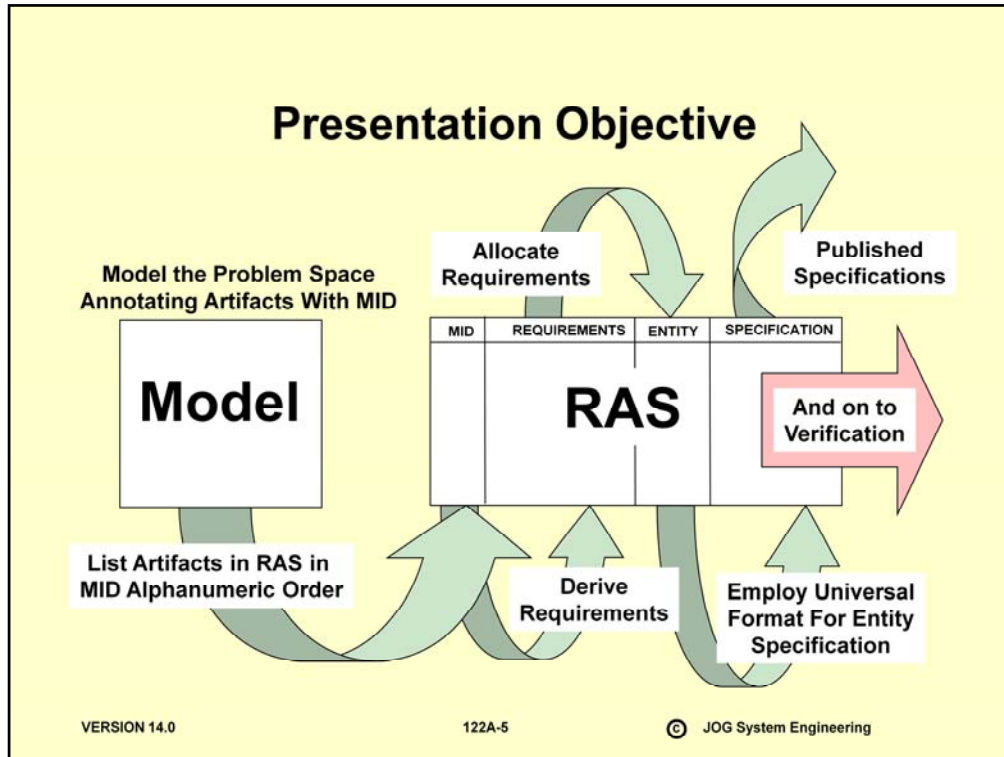 Presentation Objective
Model the Problem Space
Annotating Artifacts With MID
Model
List Artifacts in RAS in
MID Alphanumeric Order
Allocate
Requirements
Published
Specifications
MID
REQUIREMENTS
ENTITY
SPECIFICATION
RAS
And on to
Verification
Derive
Requirements
Employ Universal
Format For Entity
Specification
VERSION 14.0
122A-5
© JOG System Engineering